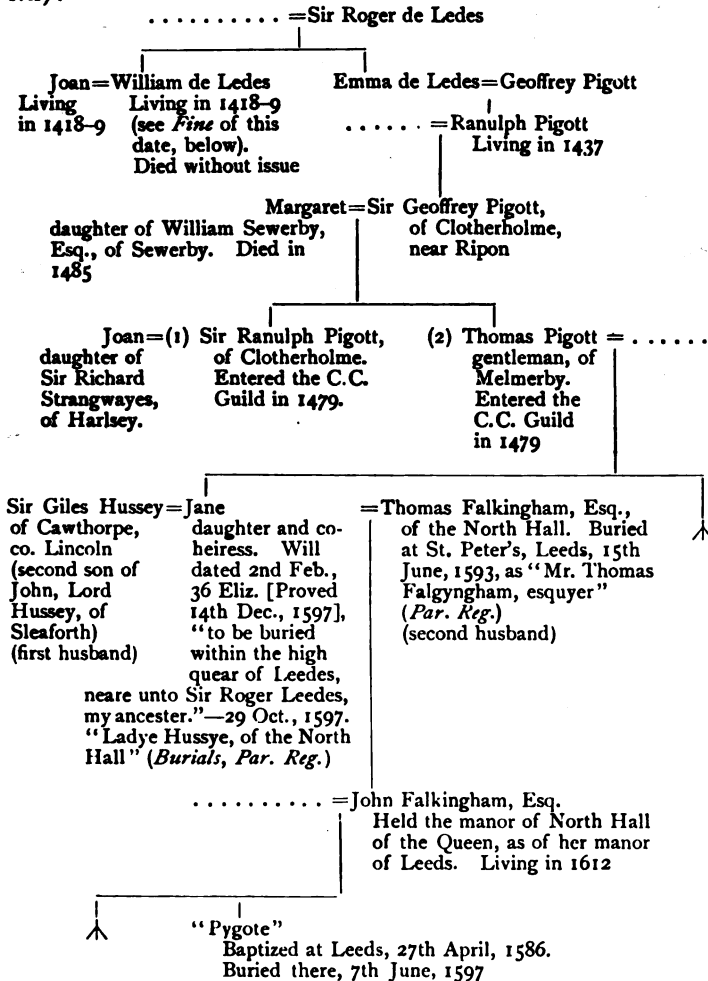 . . . . . . . . . . =Sir Roger de Ledes
Joan=William de Ledes
Living in 1418-9
Living in 1418-9
(see Fine of this
date, below).
Died without issue
Emma de Ledes=Geoffrey Pigott
. . . . . . =Ranulph Pigott
Living in 1437
Margaret=Sir Geoffrey Pigott,
daughter of William Sewerby,
Esq., of Sewerby. Died in
1485
of Clotherholme,
near Ripon
Joan=(1) Sir Ranulph Pigott,
daughter of
Sir Richard
Strangwayes,
of Harlsey.
of Clotherholme.
Entered the C.C.
Guild in 1479.
(2) Thomas Pigott = . . . . . .
gentleman, of
Melmerby.
Entered the
C.C. Guild
in 1479
Sir Giles Hussey=Jane
of Cawthorpe,
co. Lincoln
(second son of
John, Lord
Hussey, of
Sleaforth)
(first husband)
daughter and co-
heiress. Will
dated 2nd Feb.,
36 Eliz. [Proved
14th Dec., 1597],
"to be buried
within the high
quear of Leedes,
neare unto Sir Roger Leedes,
my ancester."—29 Oct., 1597.
"Ladye Hussye, of the North
Hall" (Burials, Par. Reg.)
=Thomas Falkingham, Esq.,
of the North Hall. Buried
at St. Peter's, Leeds, 15th
June, 1593, as "Mr. Thomas
Falgyngham, esquyer"
(Par. Reg.)
(second husband)
. . . . . . . . . . =John Falkingham, Esq.
Held the manor of North Hall
of the Queen, as of her manor
of Leeds. Living in 1612
"Pygote"
Baptized at Leeds, 27th April, 1586.
Buried there, 7th June, 1597